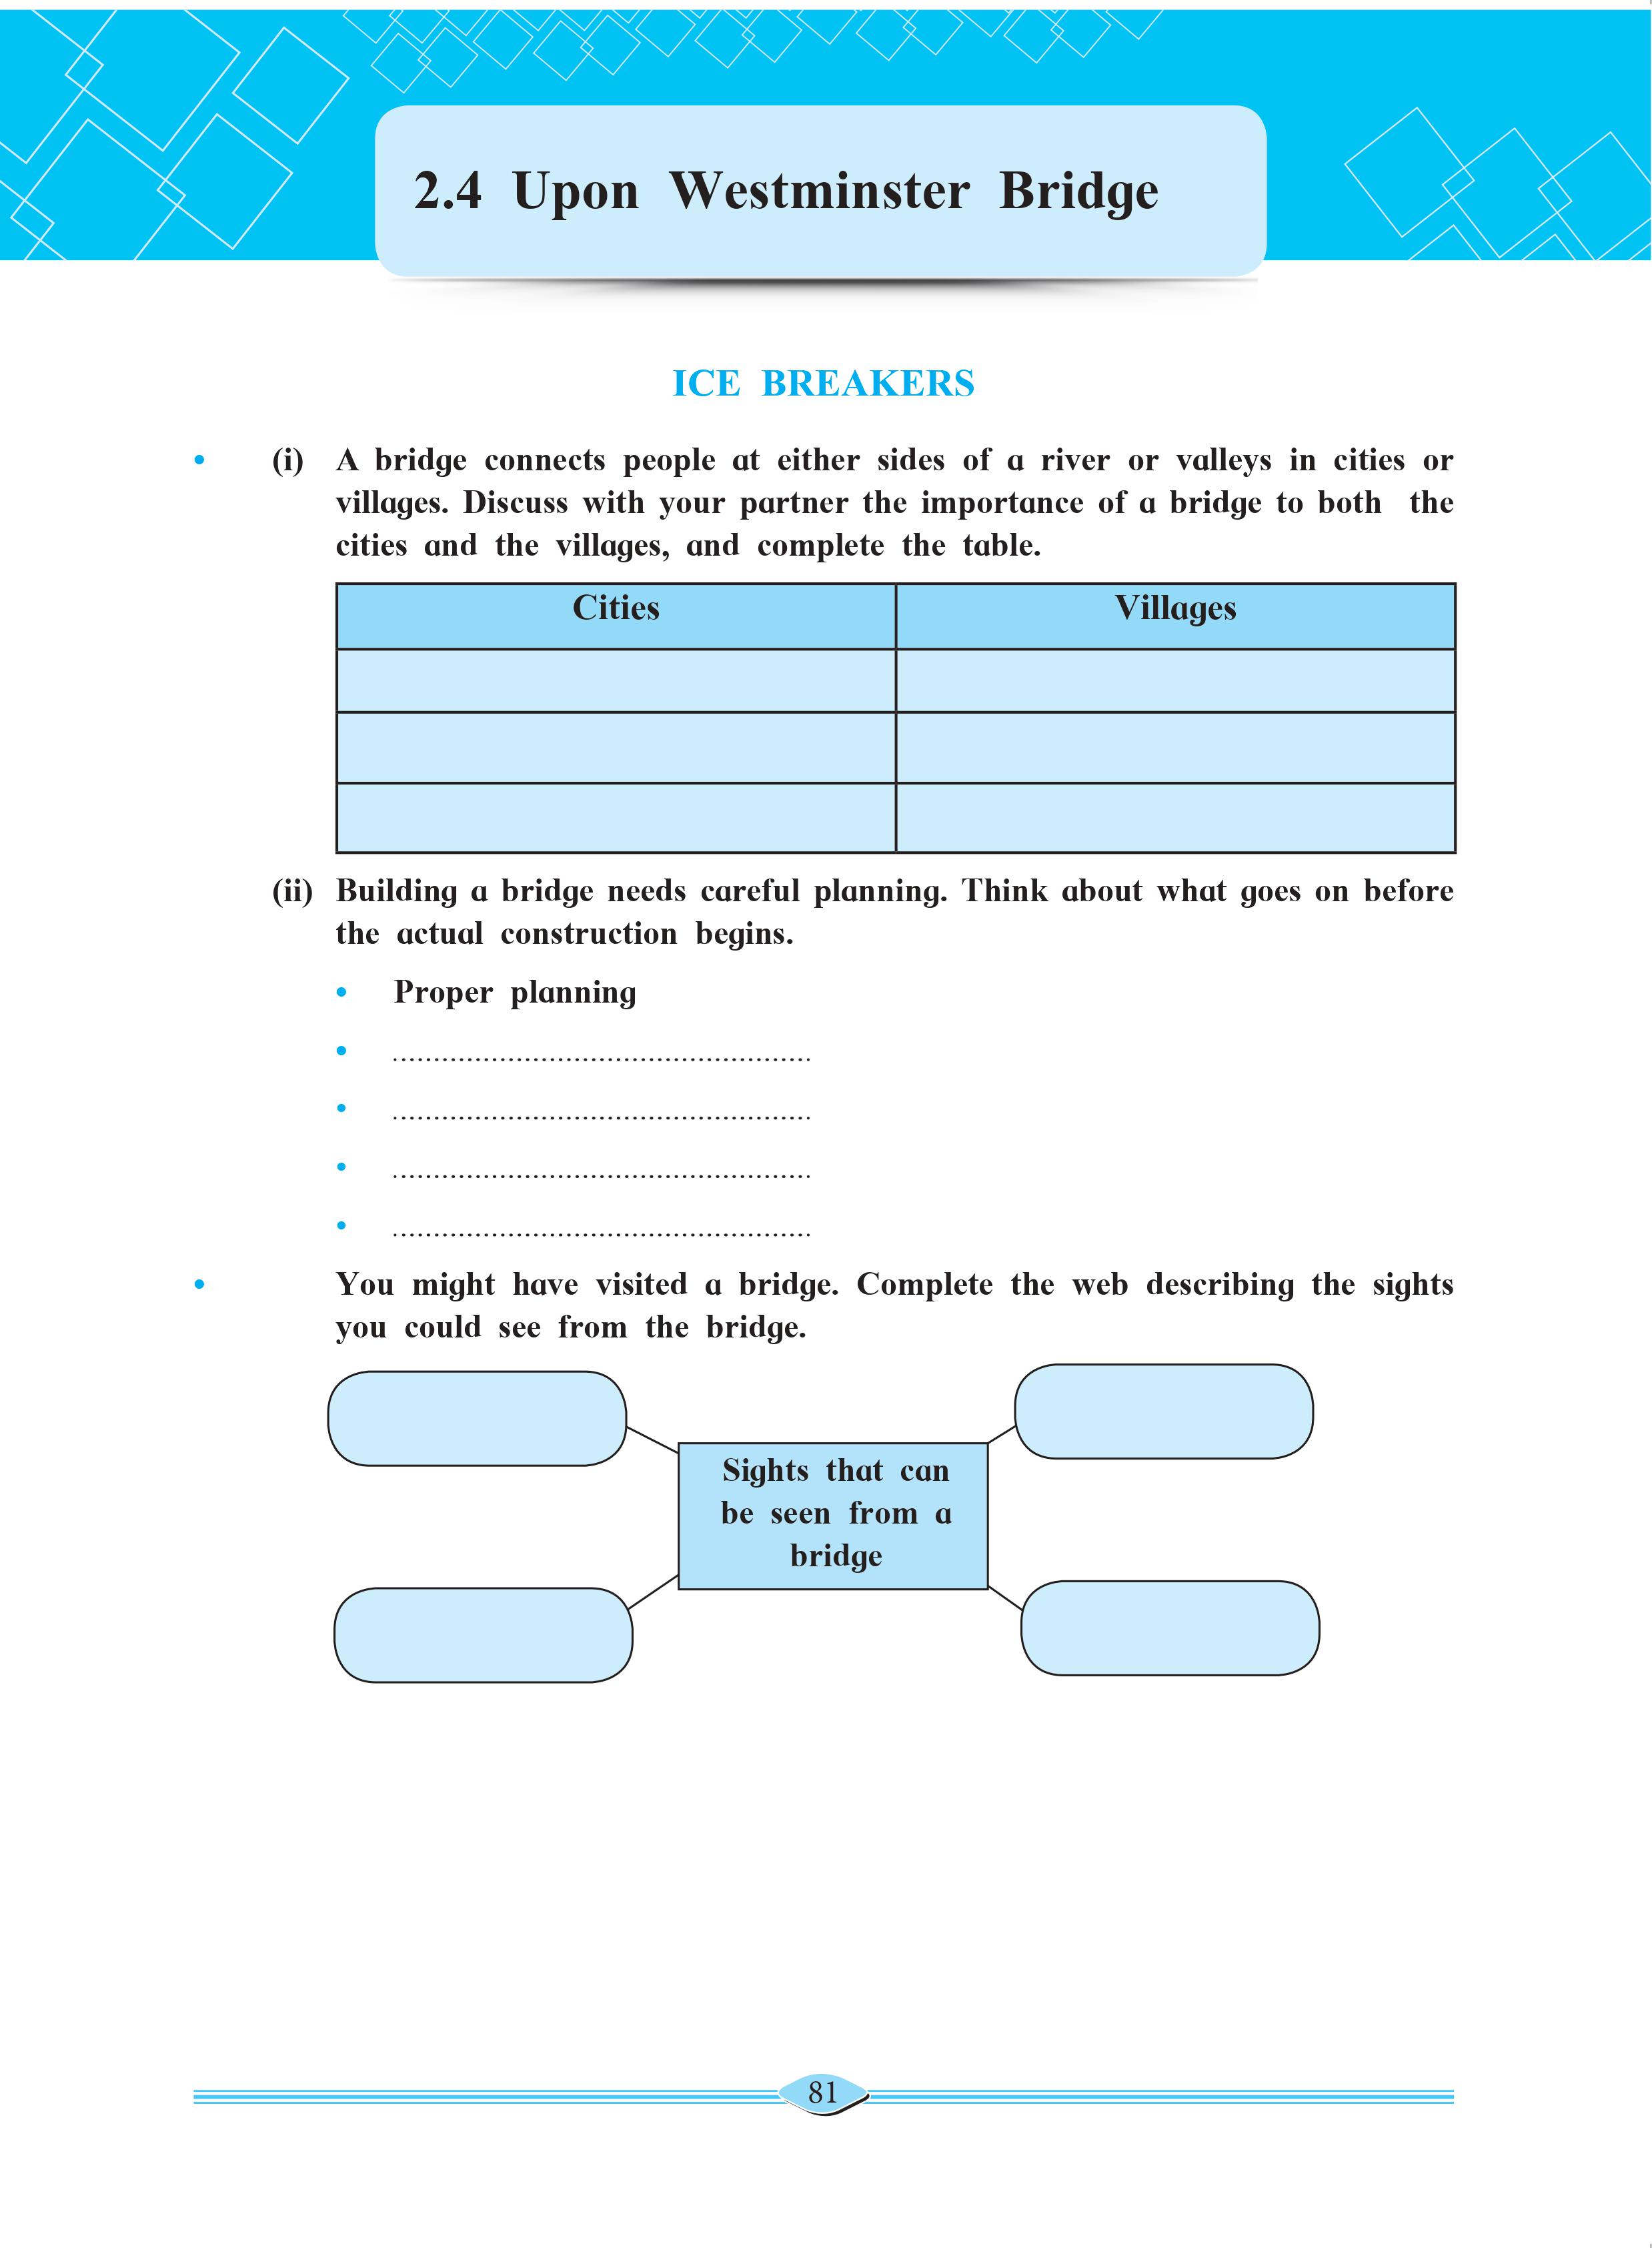 2.4 Upon Westminster Bridge
ICE BREAKERS
• (i) A bridge connects people at either sides of a river or valleys in cities or
villages. Discuss with your partner the importance of a bridge to both the
cities and the villages, and complete the table.
Cities Villages
(ii) Building a bridge needs careful planning. Think about what goes on before
the actual construction begins.
• Proper planning
• ...................................................
• ...................................................
• ...................................................
• ...................................................
• You might have visited a bridge. Complete the web describing the sights
you could see from the bridge.
Sights that can
be seen from a
bridge
81